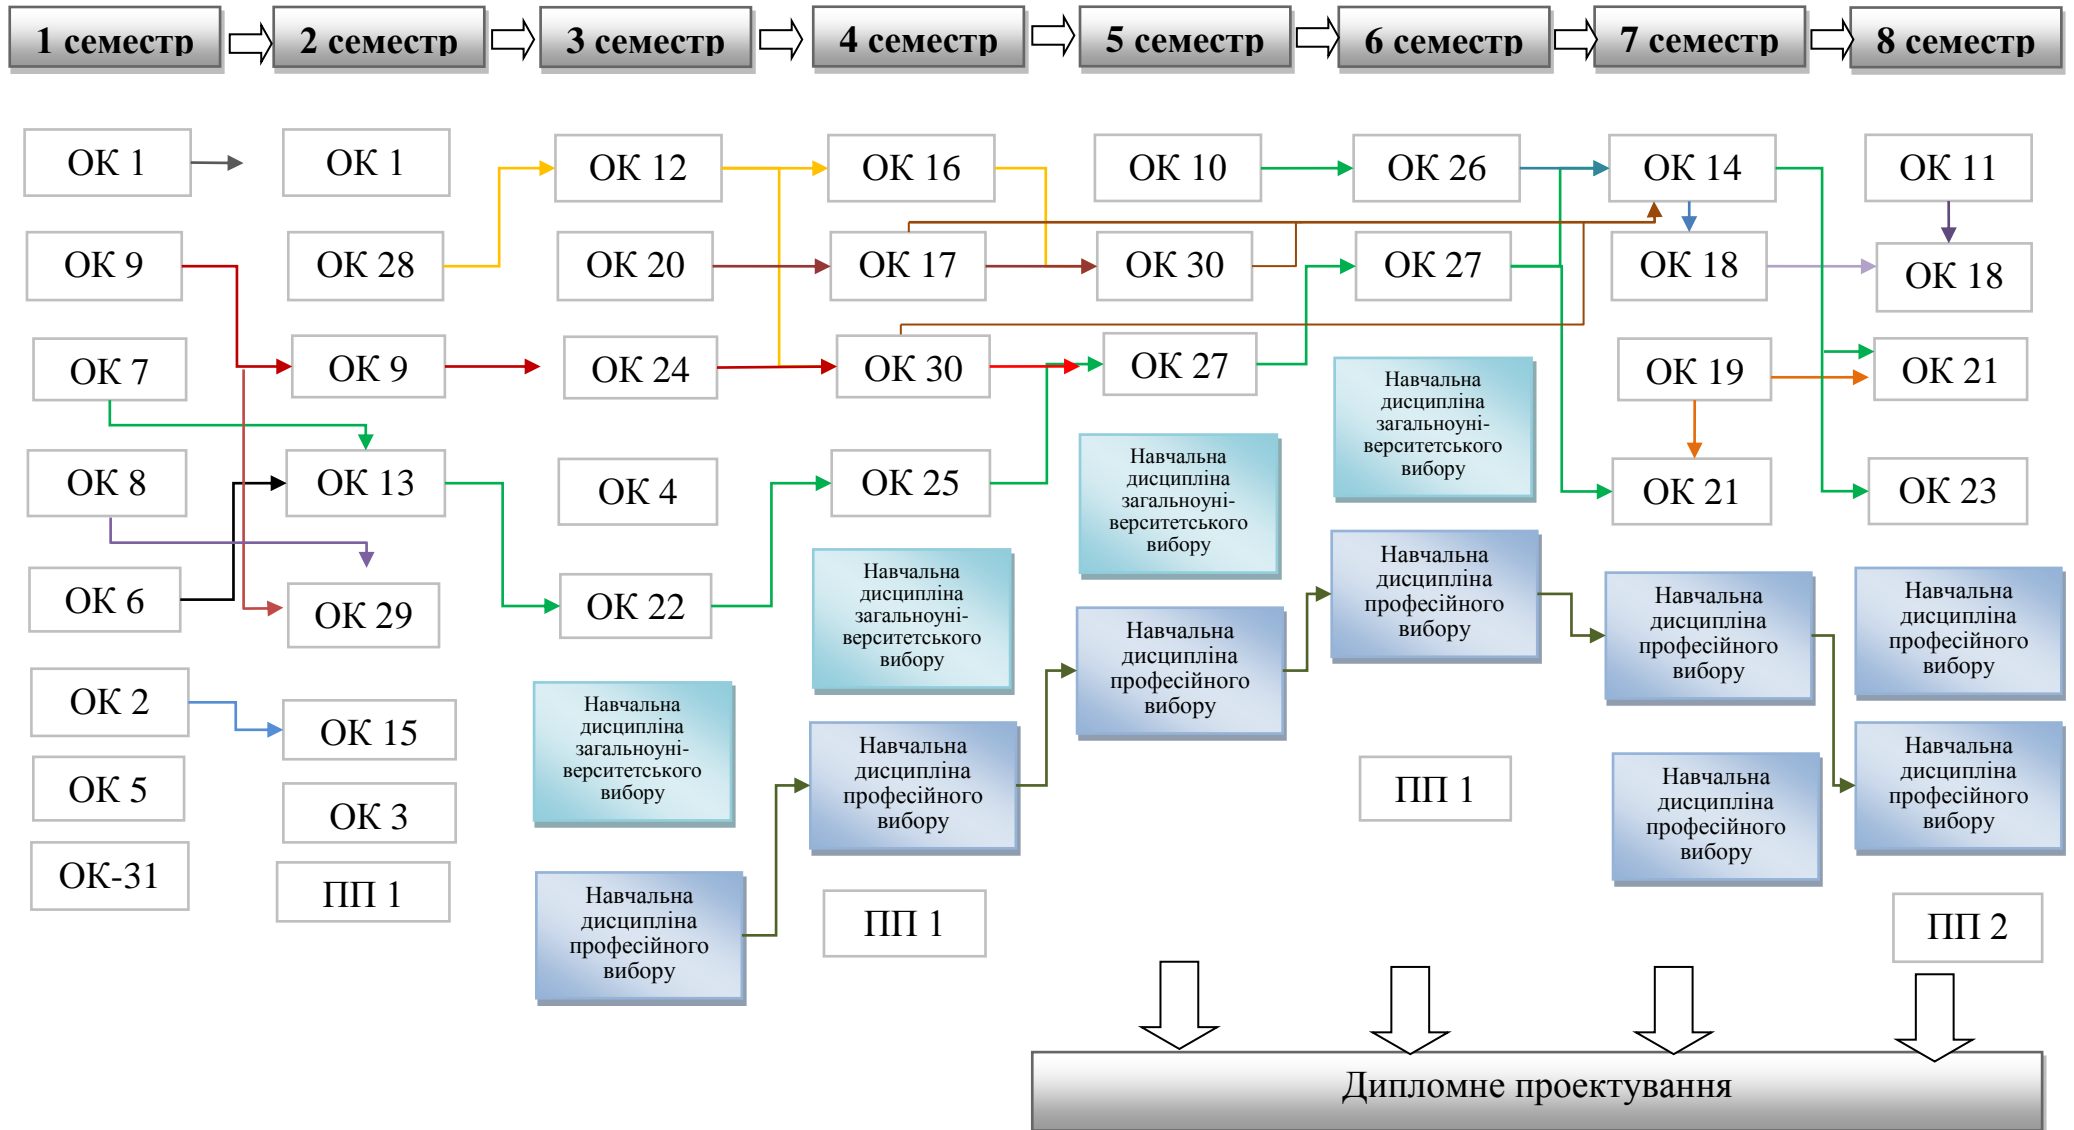 1 семестр
2 семестр
3 семестр
4 семестр
5 семестр
6 семестр
7 семестр
8 семестр
ОК 1
ОК 9
ОК 7
ОК 8
ОК 6
ОК 2
ОК 5
ОК-31
ОК 1
ОК 28
ОК 9
ОК 13
ОК 29
ОК 15
ОК 3
ПП 1
ОК 12
ОК 20
ОК 24
ОК 4
ОК 22
Навчальна
дисципліна
загальноуні-
верситетського
вибору
Навчальна
дисципліна
професійного
вибору
ОК 16
ОК 17
ОК 30
ОК 25
Навчальна
дисципліна
загальноуні-
верситетського
вибору
Навчальна
дисципліна
професійного
вибору
ПП 1
ОК 10
ОК 30
ОК 27
Навчальна
дисципліна
загальноуні-
верситетського
вибору
Навчальна
дисципліна
професійного
вибору
ОК 26
ОК 27
Навчальна
дисципліна
загальноуні-
верситетського
вибору
Навчальна
дисципліна
професійного
вибору
ПП 1
ОК 14
ОК 18
ОК 19
ОК 21
Навчальна
дисципліна
професійного
вибору
Навчальна
дисципліна
професійного
вибору
ОК 11
ОК 18
ОК 21
ОК 23
Навчальна
дисципліна
професійного
вибору
Навчальна
дисципліна
професійного
вибору
ПП 2
Дипломне проектування